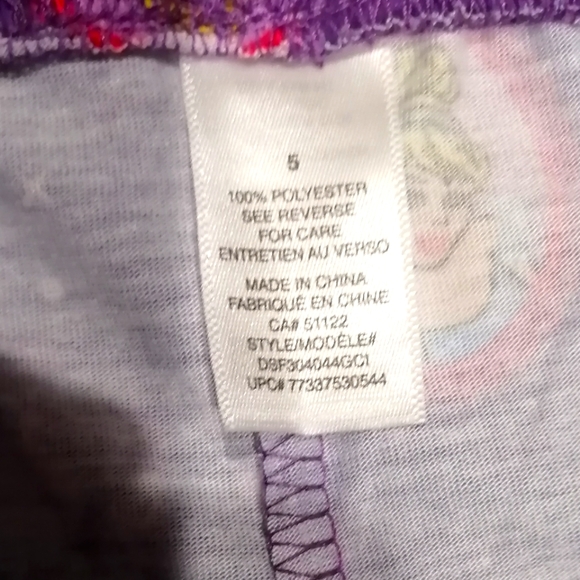 5
100% POLYESTER
SEE REVERSE
FOR CARE
ENTRETIEN AU VERSO
MADE IN CHINA
FABRIQUÉ EN CHINE
CA# 51122
STYLE/MODÈLE#
DSF304044GC1
UPC# 77337530544